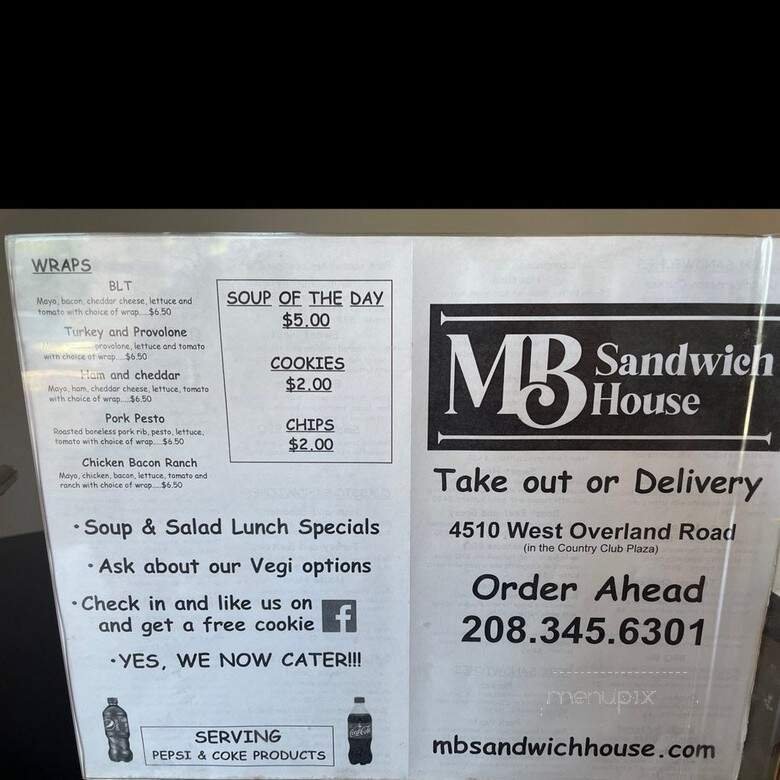 WRAPS
BLT
Mayo, bacon, cheddar cheese, lettuce and
tomato with choice of wrap....$6.50
Turkey and Provolone
provolone, lettuce and tomato
with choice of wrap....$6.50
Ham and cheddar
Mayo, ham, cheddar cheese, lettuce, tomato
with choice of wrap....$6.50
Pork Pesto
Roasted boneless pork rib, pesto, lettuce,
tomato with choice of wrap....$6.50
Chicken Bacon Ranch
Mayo, chicken, bacon, lettuce, tomato and
ranch with choice of wrap....$6.50
SOUP OF THE DAY
$5.00
COOKIES
$2.00
CHIPS
$2.00
• Soup & Salad Lunch Specials
• Ask about our Vegi options
• Check in and like us on f
and get a free cookie
• YES, WE NOW CATER!!!
SERVING
PEPSI & COKE PRODUCTS
MB Sandwich
House
Take out or Delivery
4510 West Overland Road
(in the Country Club Plaza)
Order Ahead
208.345.6301
menupix
mbsandwichhouse.com